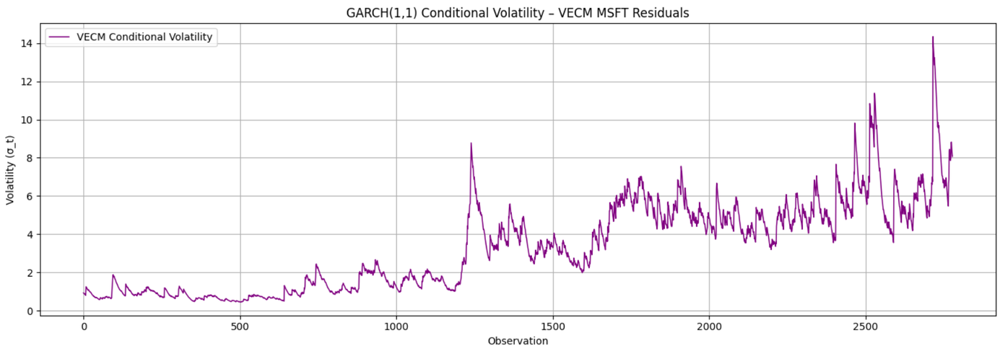 GARCH(1,1) Conditional Volatility – VECM MSFT Residuals
VECM Conditional Volatility
14
12
10
8
6
4
2
0
Volatility (σ_t)
0 500 1000 1500 2000 2500
Observation